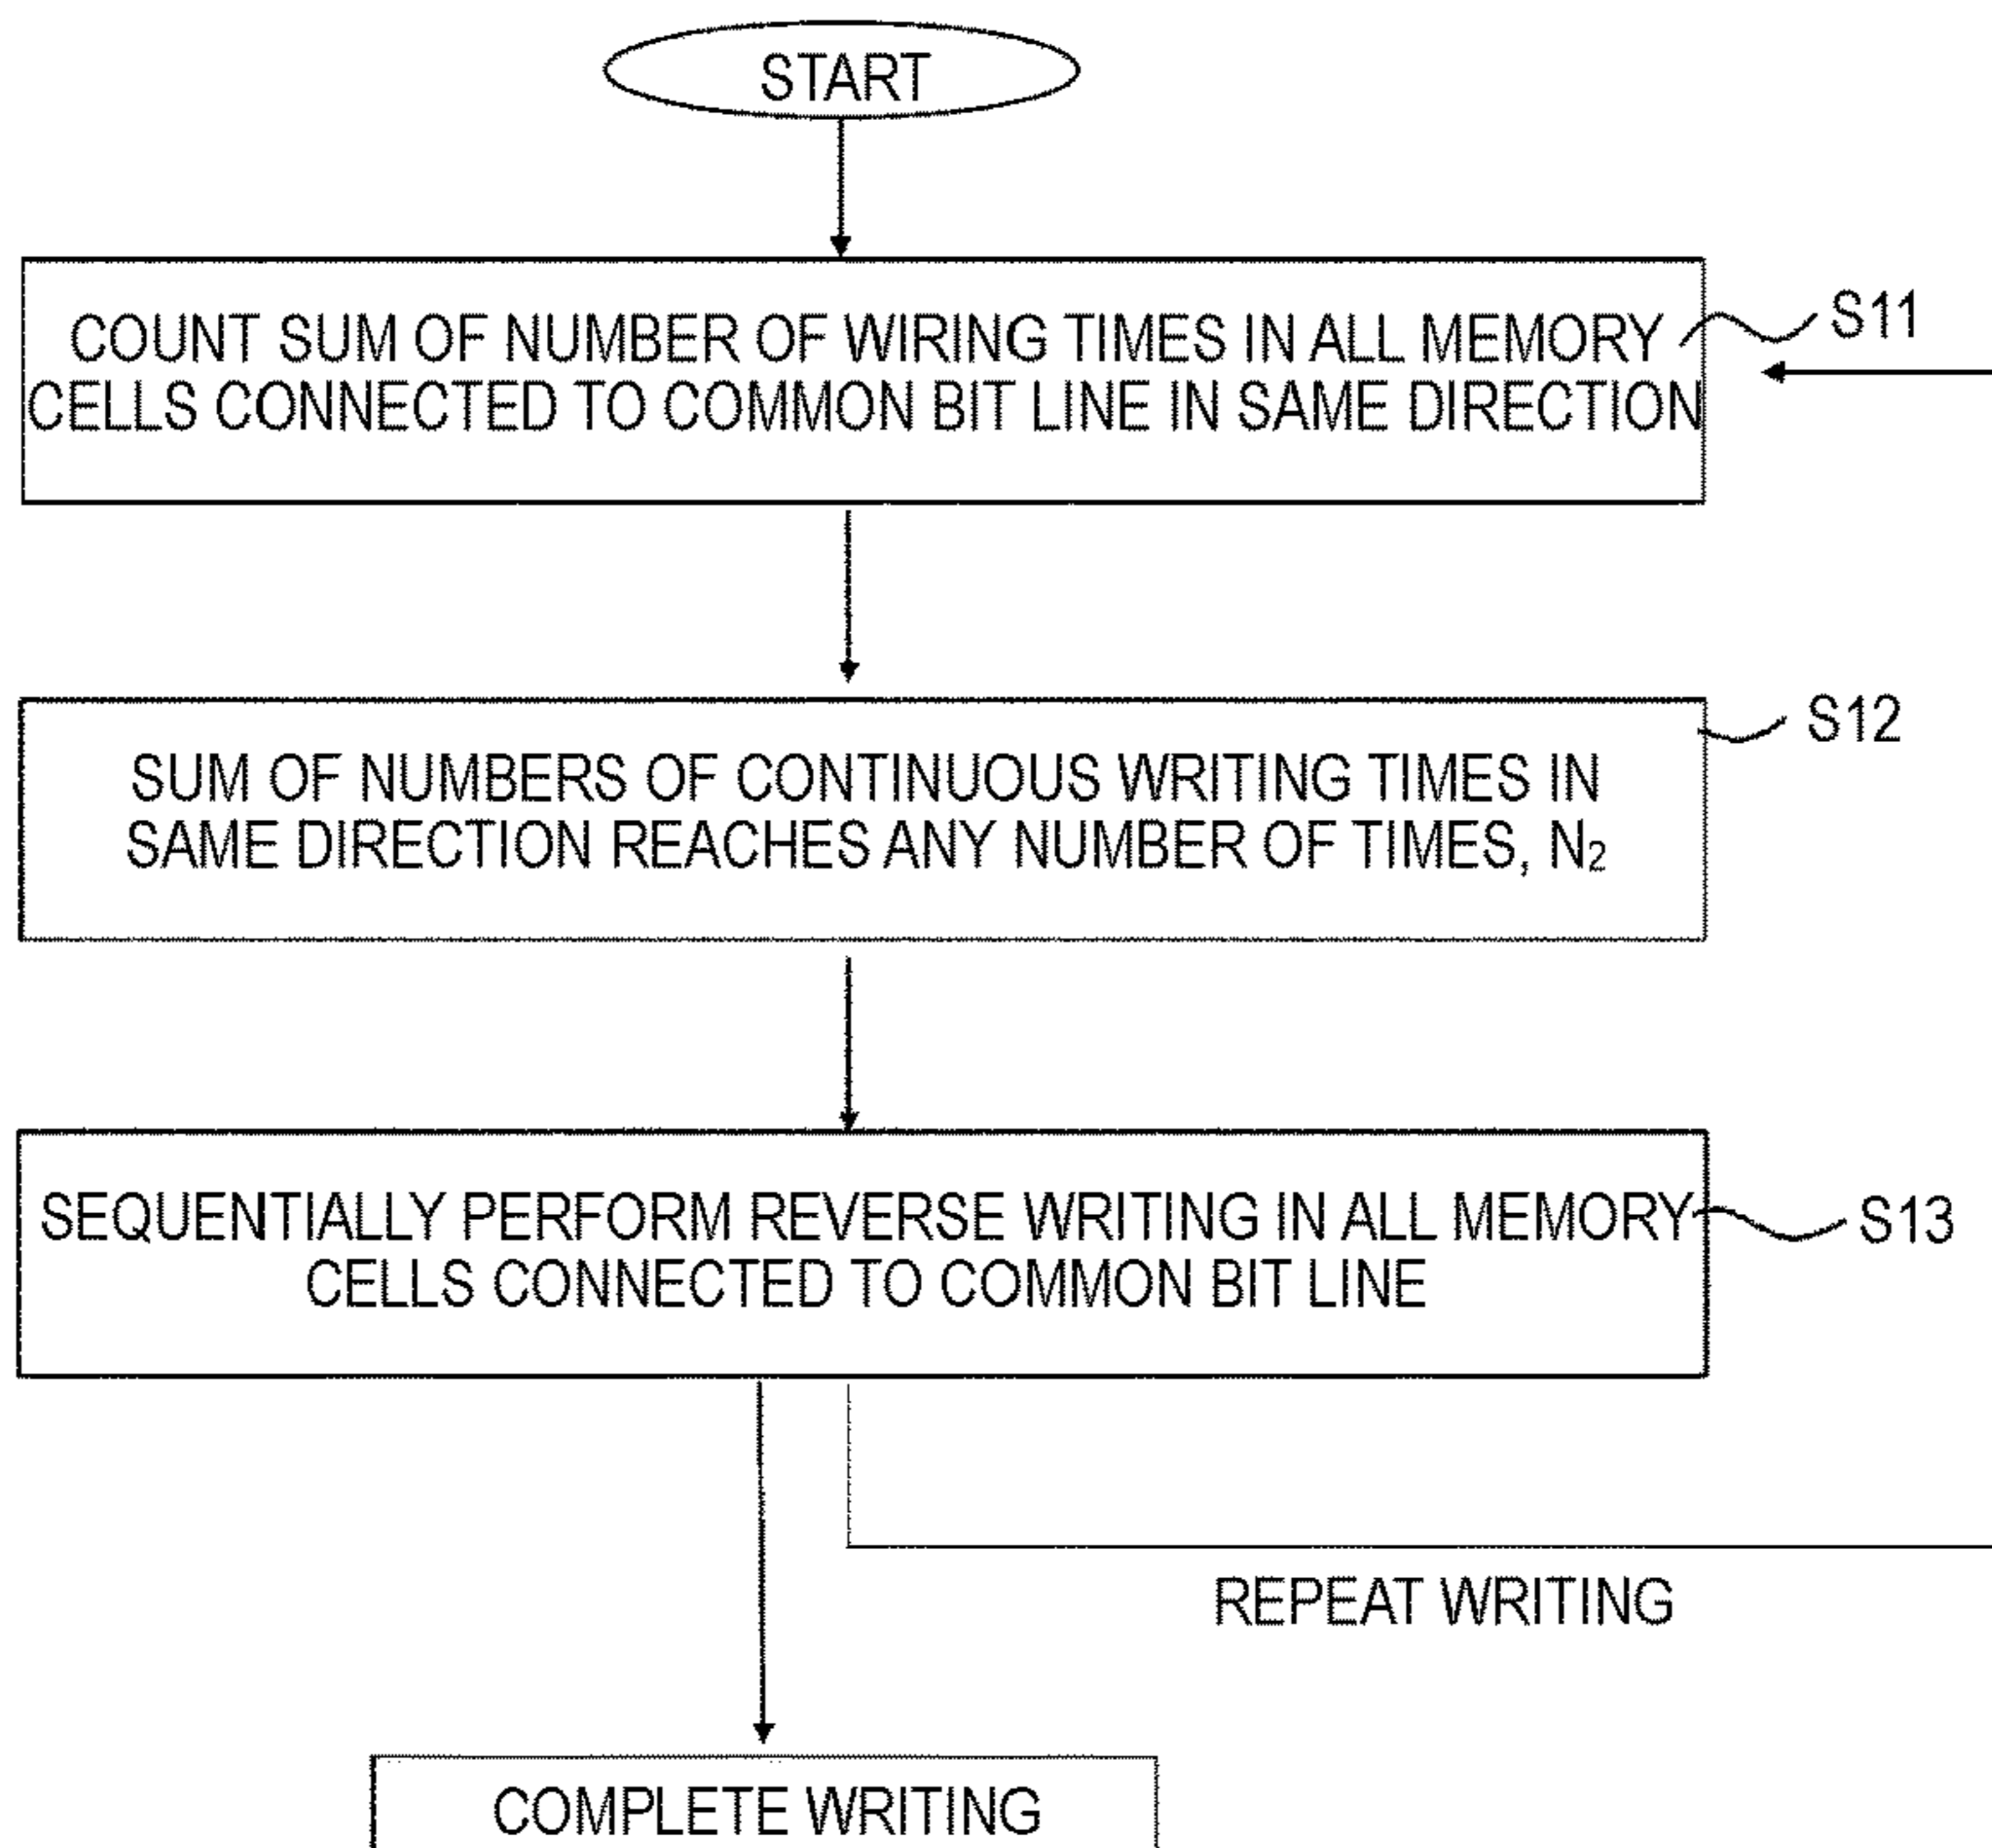 START
COUNT SUM OF NUMBER OF WIRING TIMES IN ALL MEMORY
CELLS CONNECTED TO COMMON BIT LINE IN SAME DIRECTION
S11
SUM OF NUMBERS OF CONTINUOUS WRITING TIMES IN
SAME DIRECTION REACHES ANY NUMBER OF TIMES, N₂
S12
SEQUENTIALLY PERFORM REVERSE WRITING IN ALL MEMORY
CELLS CONNECTED TO COMMON BIT LINE
S13
REPEAT WRITING
COMPLETE WRITING